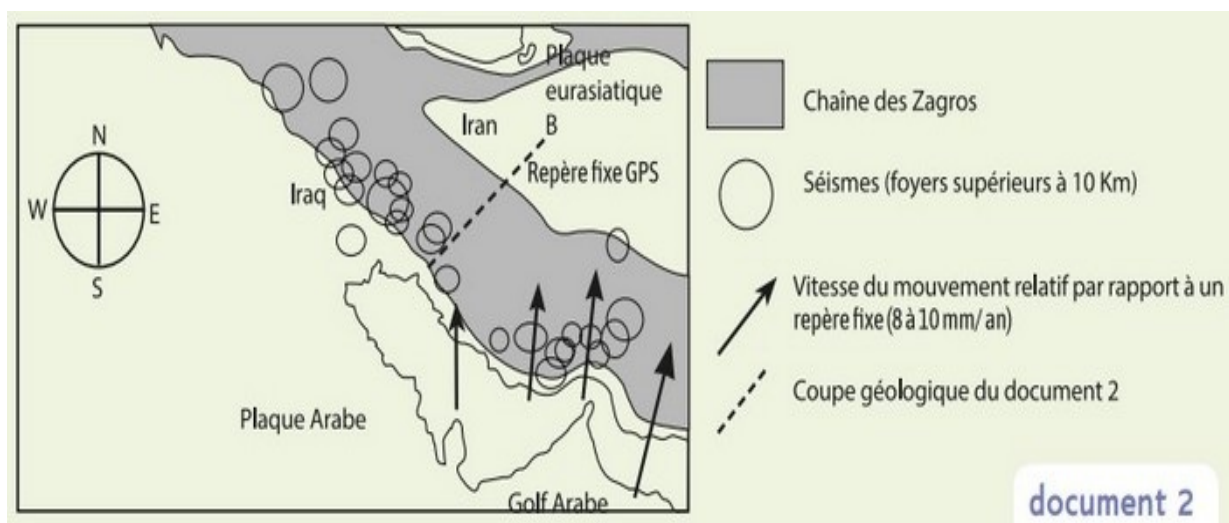 Plaque
eurasiatique
Iran
B
Repère fixe GPS
Iraq
N
W
E
S
Plaque Arabe
Golf Arabe
Chaîne des Zagros
Séismes (foyers supérieurs à 10 Km)
Vitesse du mouvement relatif par rapport à un
repère fixe (8 à 10 mm/ an)
Coupe géologique du document 2
document 2